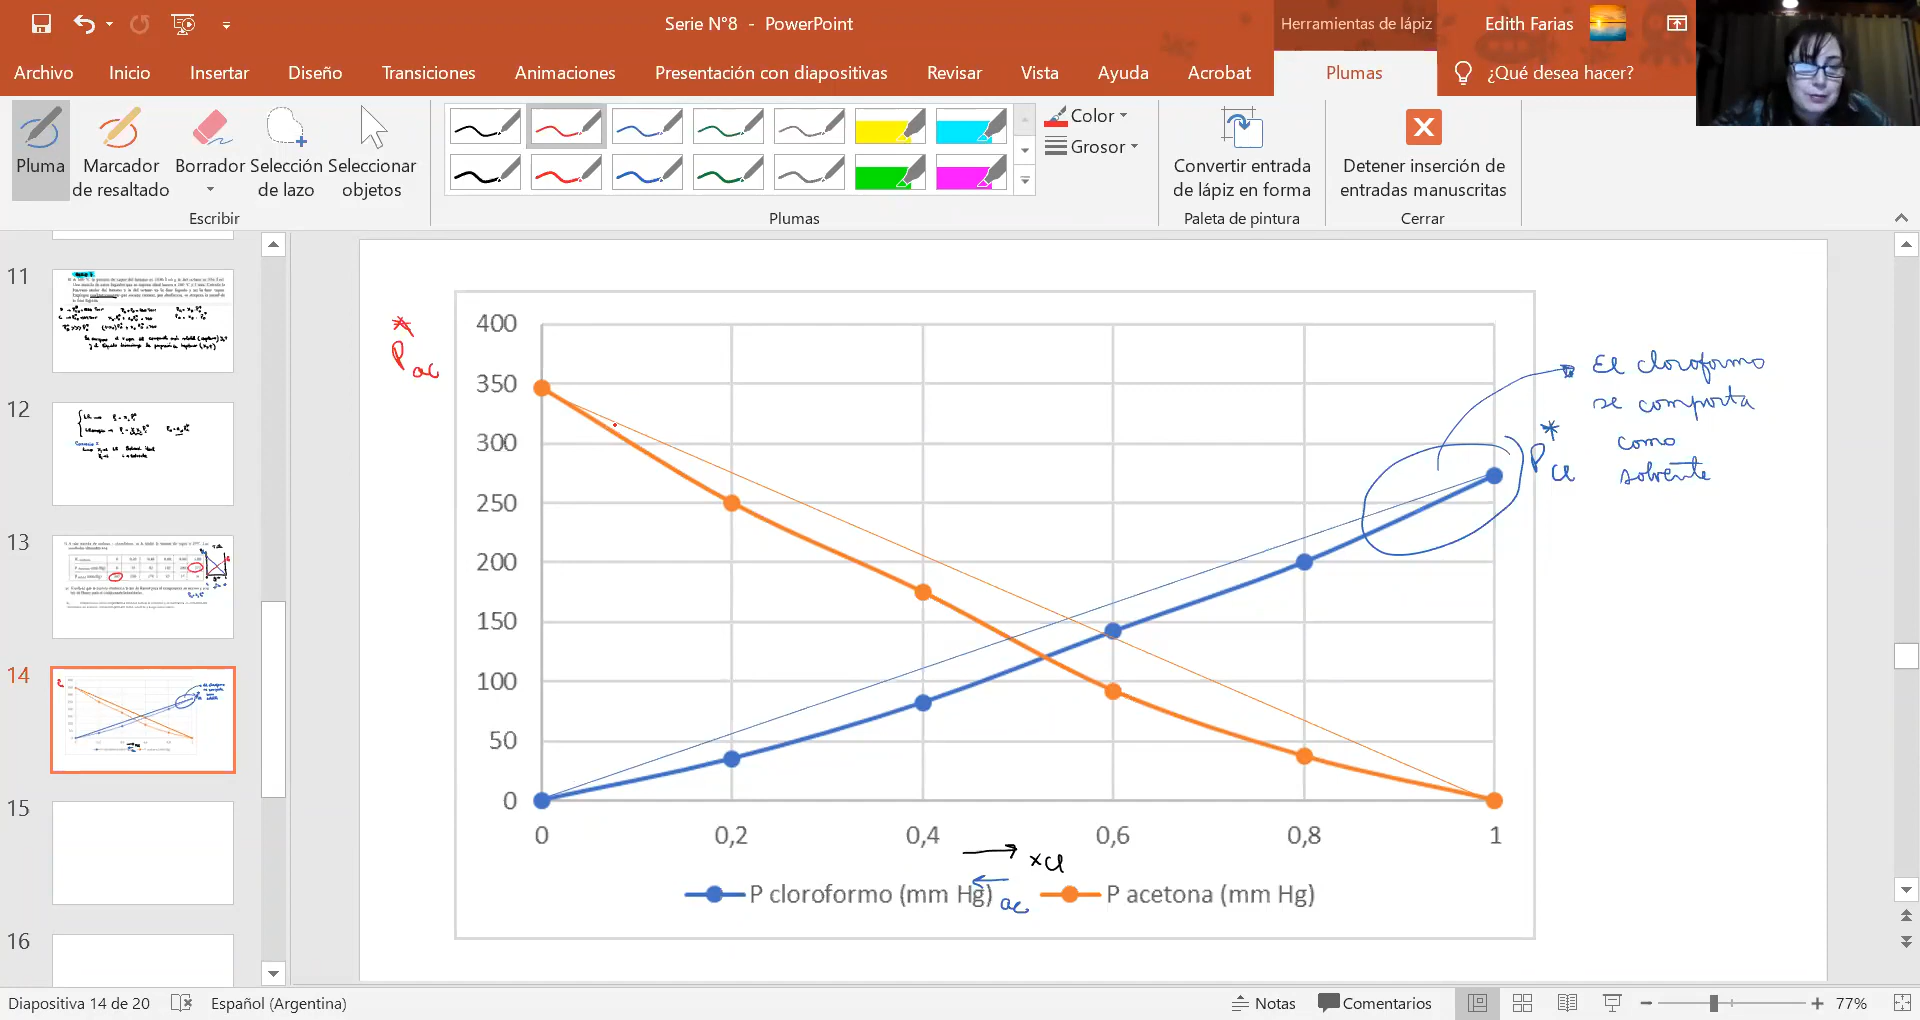 Serie N°8 - PowerPoint
Herramientas de lápiz
Edith Farias
Archivo Inicio Insertar Diseño Transiciones Animaciones Presentación con diapositivas Revisar Vista Ayuda Acrobat Plumas ¿Qué desea hacer?
Pluma
Marcador de resaltado
Borrador
Selección de lazo
Seleccionar objetos
Escribir
Plumas
Color
Grosor
Convertir entrada de lápiz en forma
Paleta de pintura
Detener inserción de entradas manuscritas
Cerrar
11
12
13
14
15
16
P*ac
400
350
300
250
200
150
100
50
0
0 0,2 0,4 0,6 0,8 1
→ xcl
← ac
P cloroformo (mm Hg) P acetona (mm Hg)
El cloroformo
se comporta
como
solvente
P*cl
Diapositiva 14 de 20 Español (Argentina) Notas Comentarios 77%